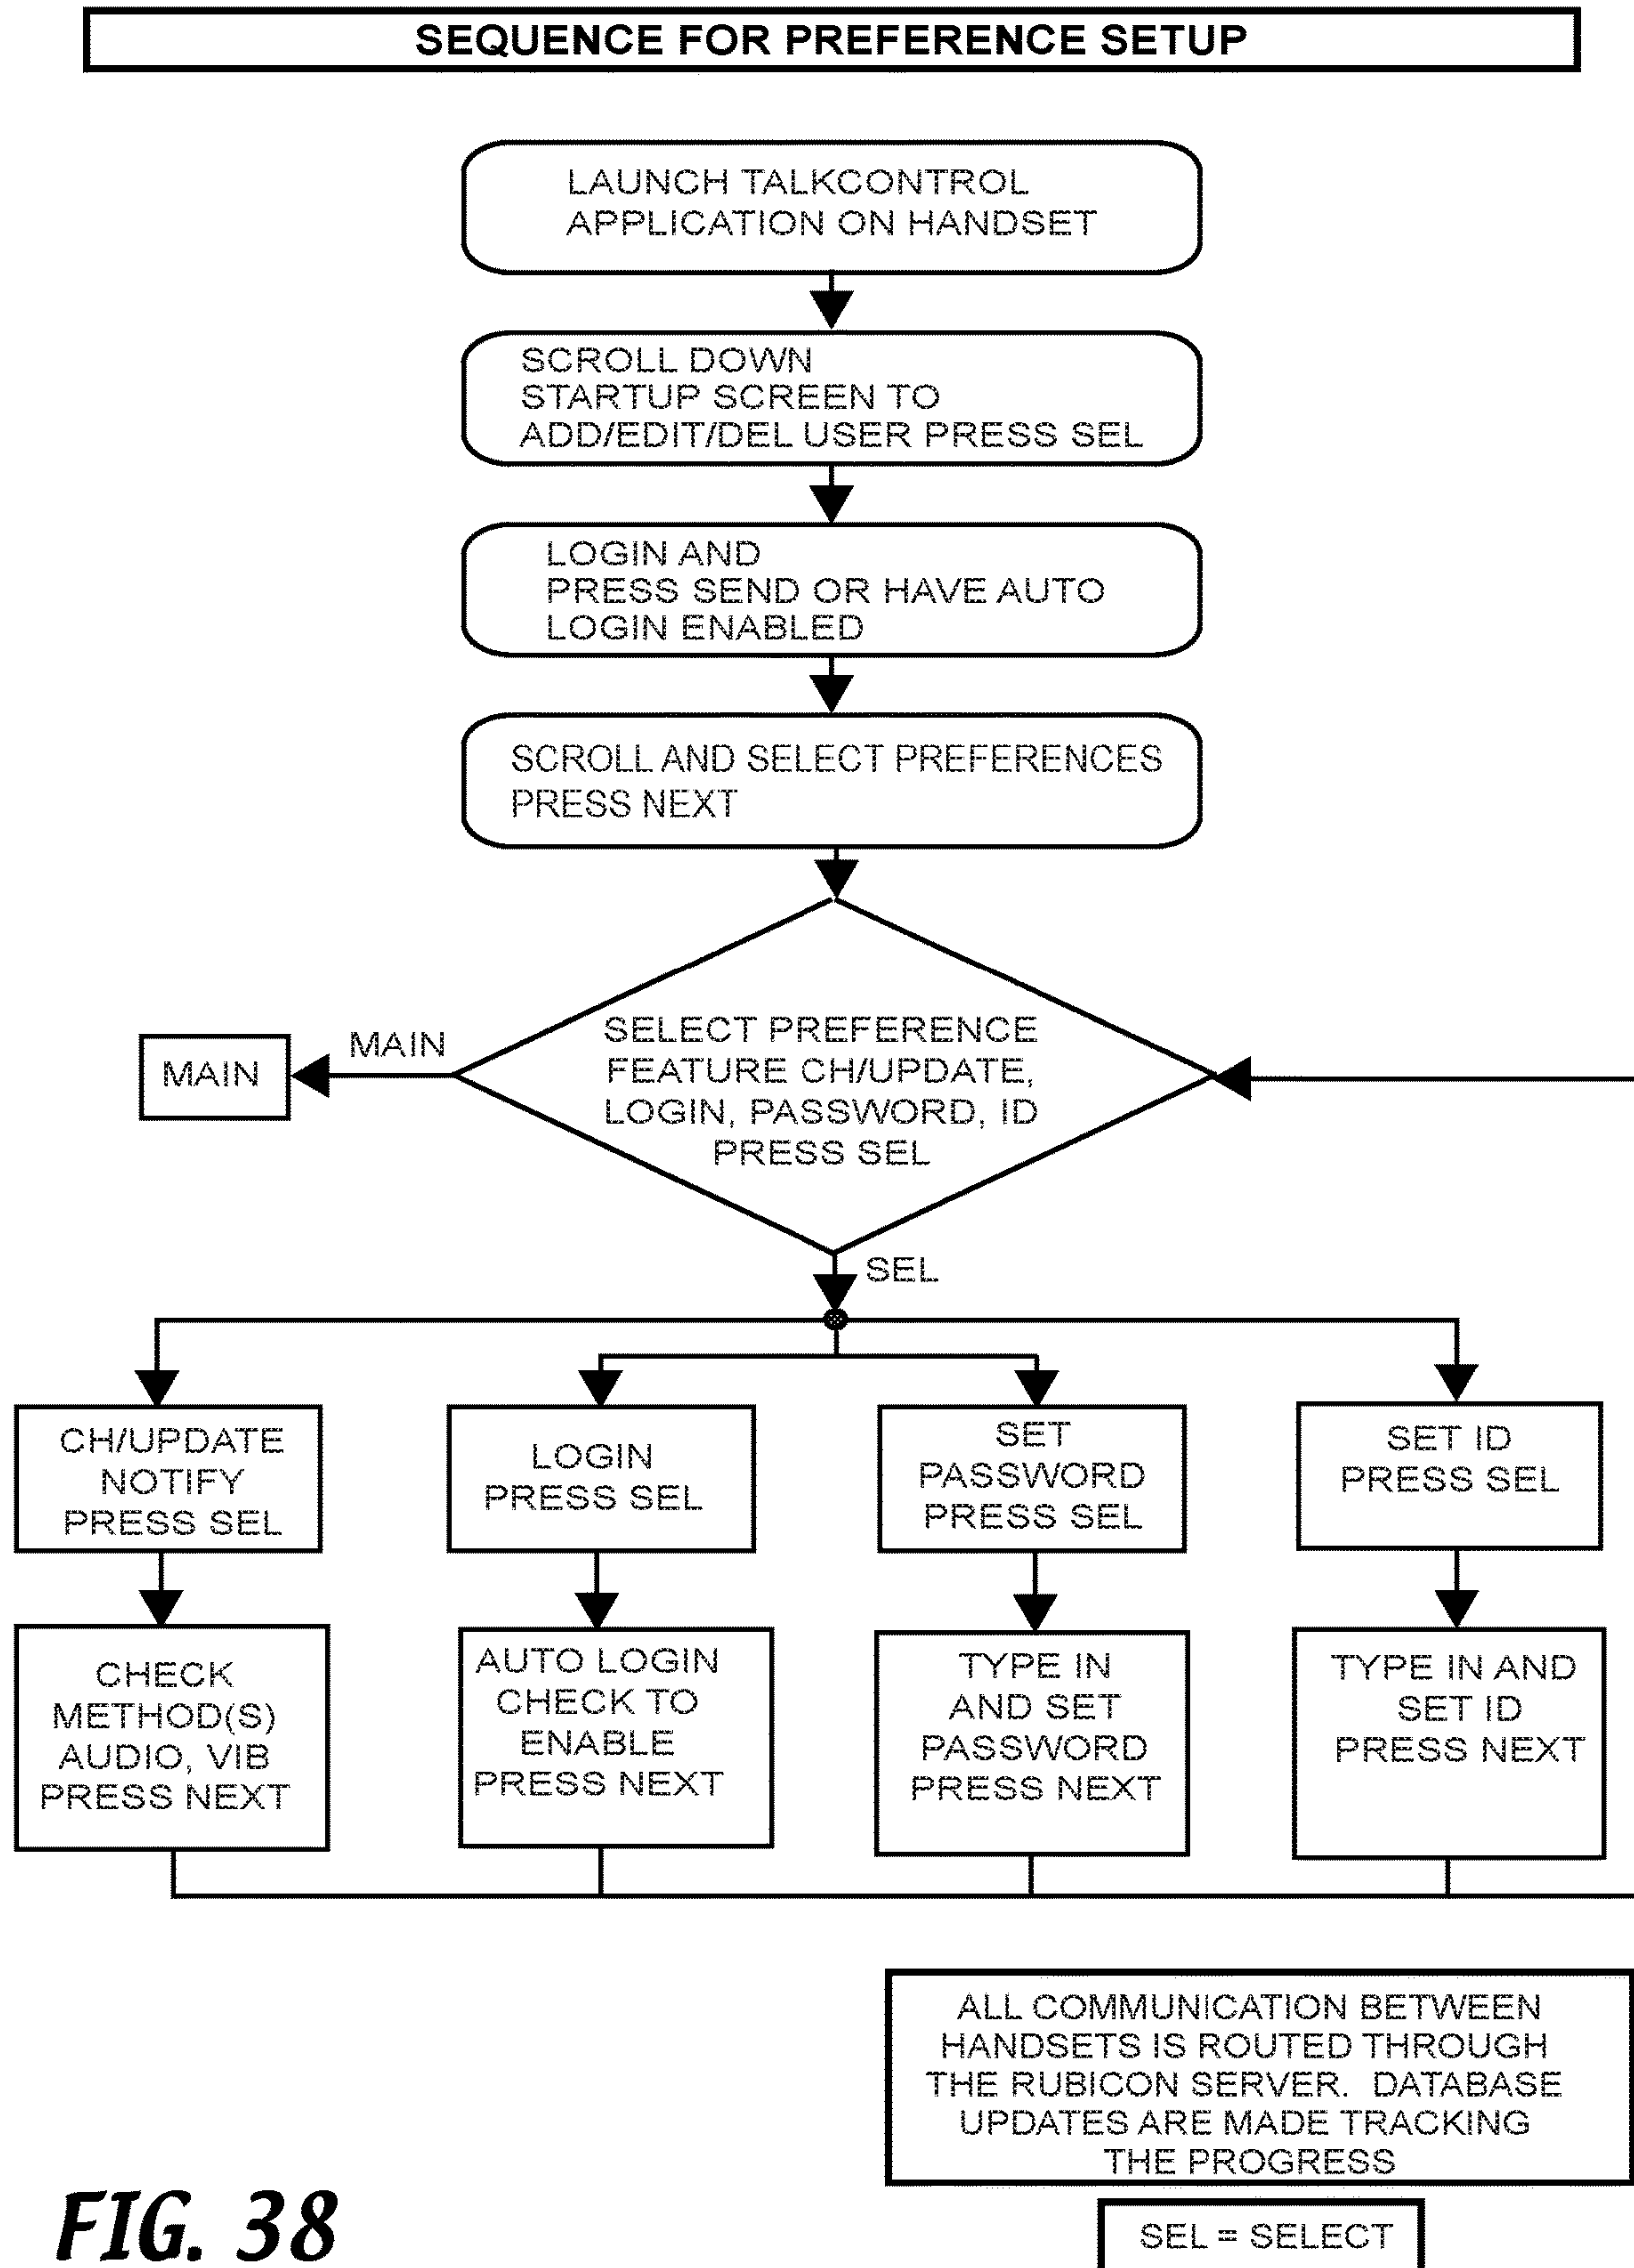 SEQUENCE FOR PREFERENCE SETUP
LAUNCH TALKCONTROL
APPLICATION ON HANDSET
SCROLL DOWN
STARTUP SCREEN TO
ADD/EDIT/DEL USER PRESS SEL
LOGIN AND
PRESS SEND OR HAVE AUTO
LOGIN ENABLED
SCROLL AND SELECT PREFERENCES
PRESS NEXT
MAIN
MAIN
SELECT PREFERENCE
FEATURE CH/UPDATE,
LOGIN, PASSWORD, ID
PRESS SEL
SEL
CH/UPDATE
NOTIFY
PRESS SEL
LOGIN
PRESS SEL
SET
PASSWORD
PRESS SEL
SET ID
PRESS SEL
CHECK
METHOD(S)
AUDIO, VIB
PRESS NEXT
AUTO LOGIN
CHECK TO
ENABLE
PRESS NEXT
TYPE IN
AND SET
PASSWORD
PRESS NEXT
TYPE IN AND
SET ID
PRESS NEXT
ALL COMMUNICATION BETWEEN
HANDSETS IS ROUTED THROUGH
THE RUBICON SERVER. DATABASE
UPDATES ARE MADE TRACKING
THE PROGRESS
SEL = SELECT
FIG. 38